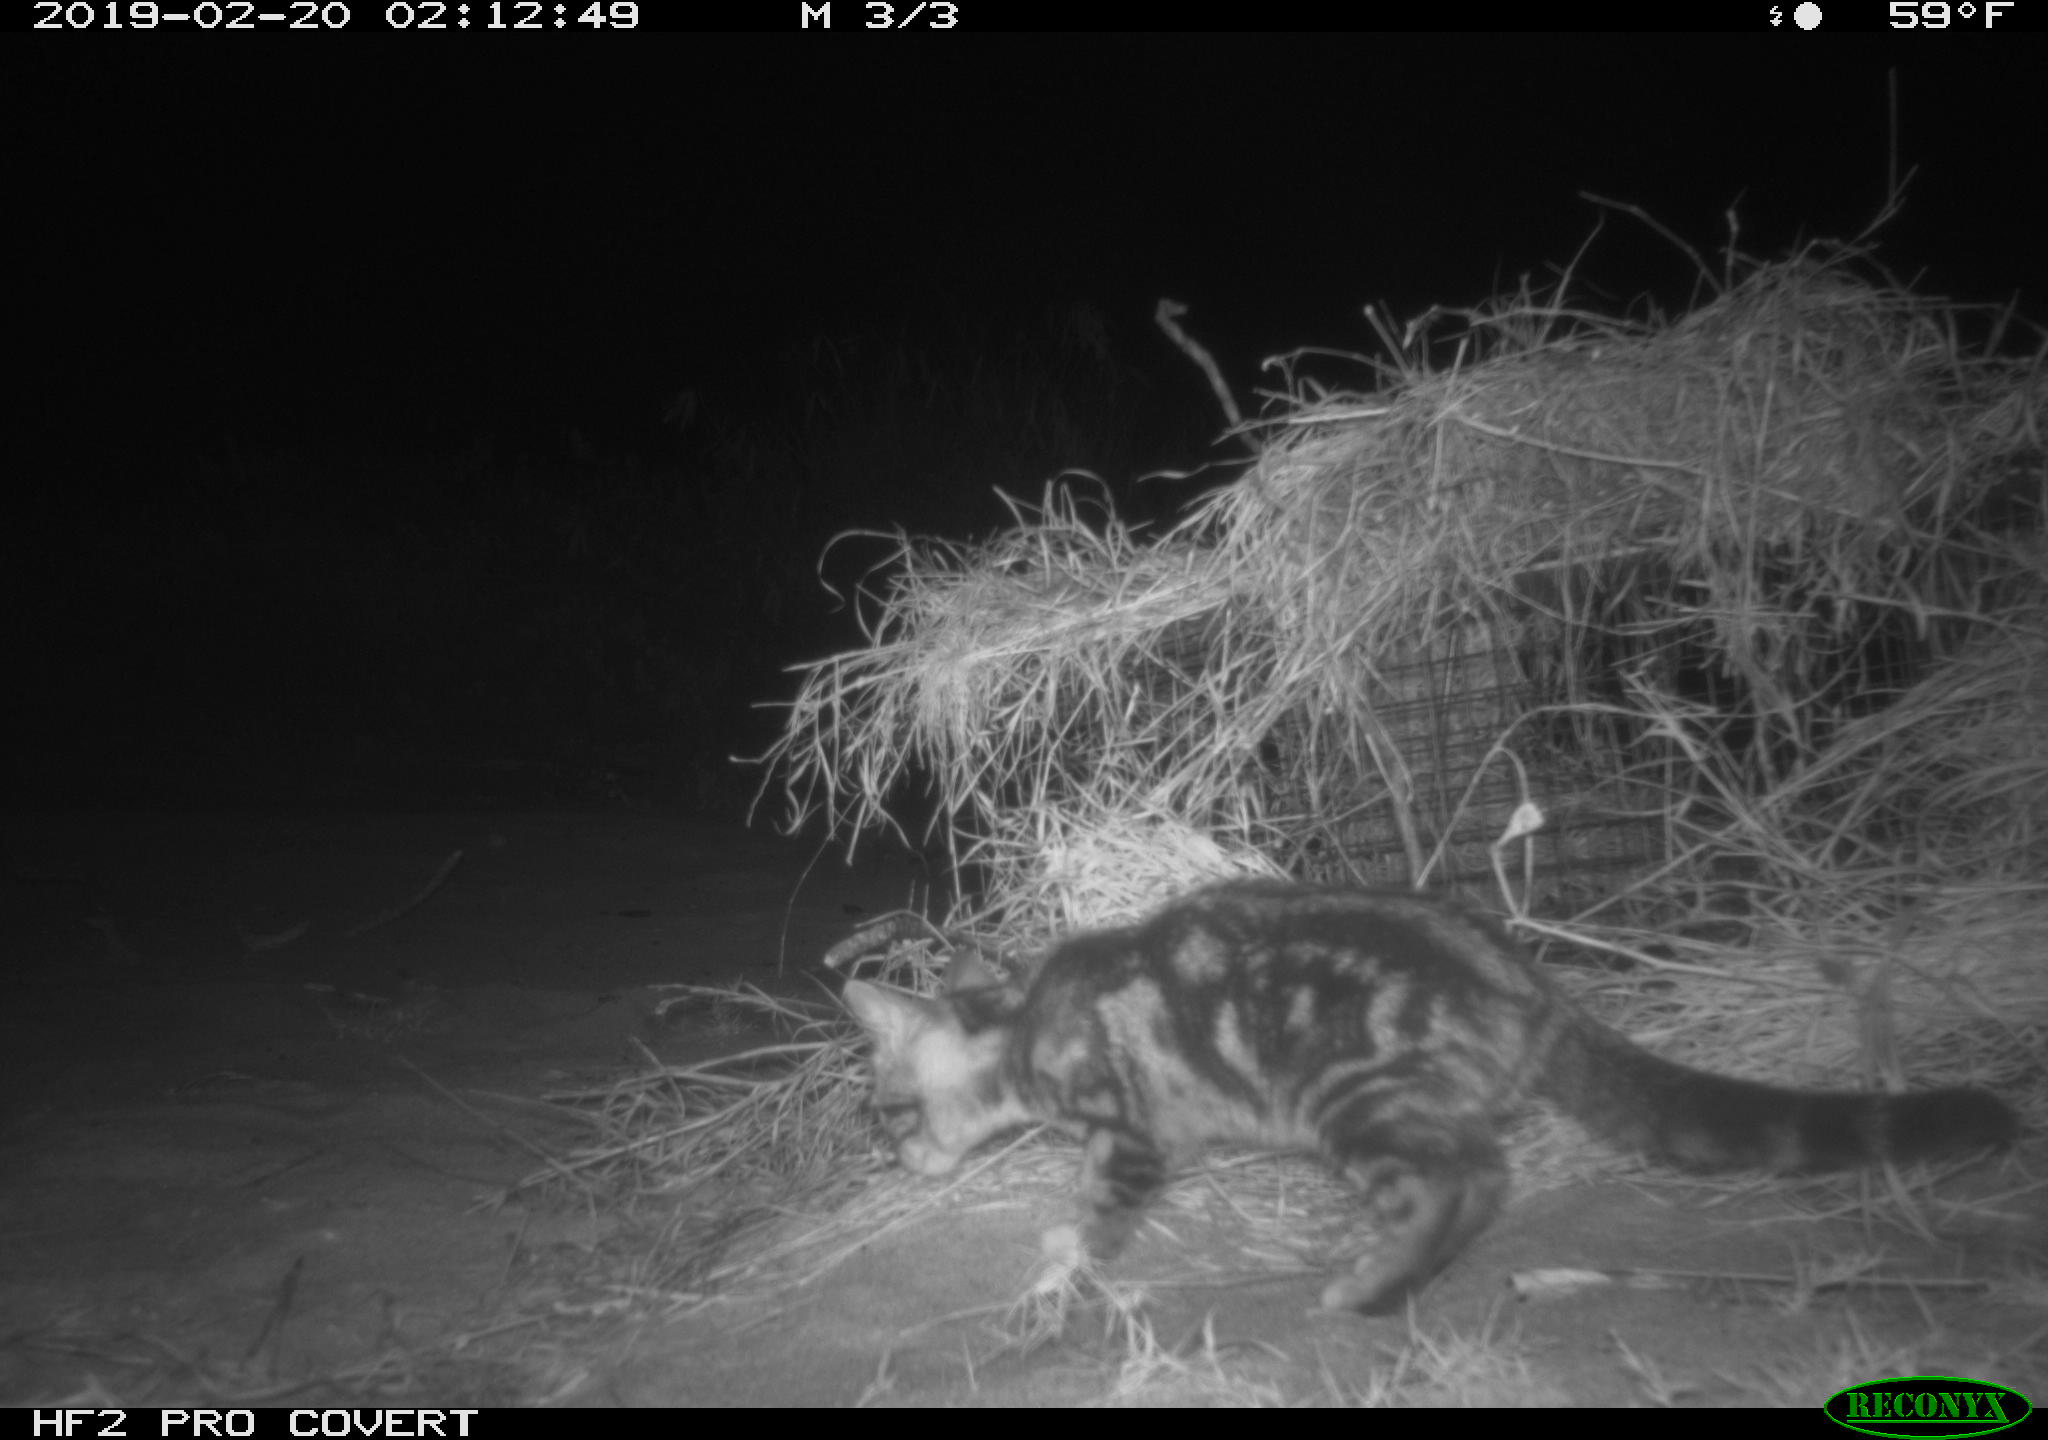 2019-02-20 02:12:49 M 3/3 59°F
HF2 PRO COVERT
RECONYX